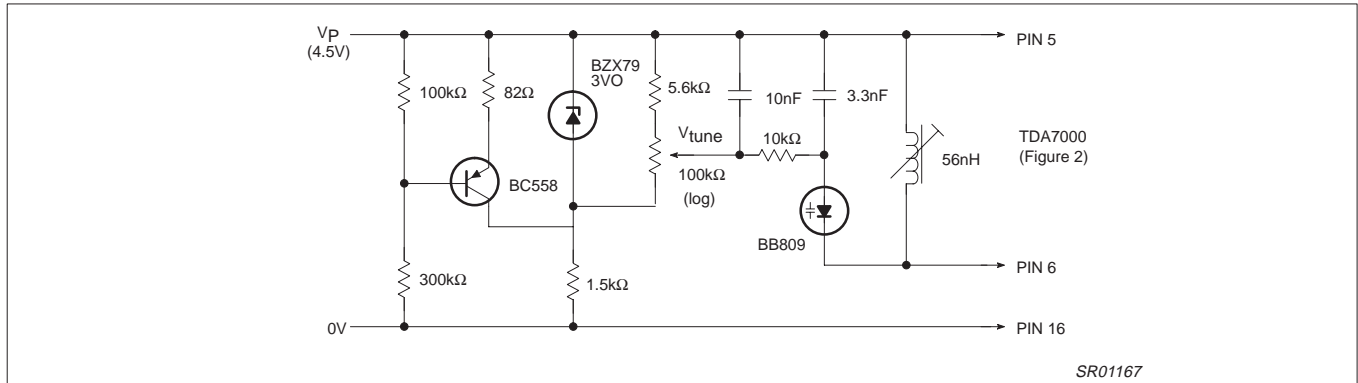 VP
(4.5V)
100kΩ
82Ω
BZX79
3VO
5.6kΩ
10nF
3.3nF
PIN 5
Vtune
10kΩ
100kΩ
(log)
BC558
56nH
TDA7000
(Figure 2)
BB809
300kΩ
1.5kΩ
PIN 6
0V
PIN 16
SR01167